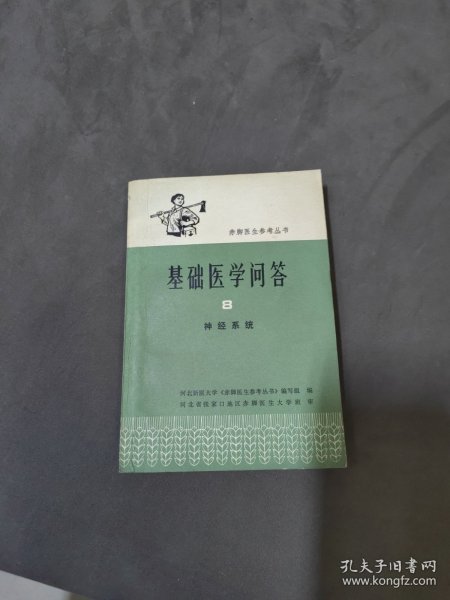 赤脚医生参考丛书
基础医学问答
8
神经系统
河北新医大学《赤脚医生参考丛书》编写组 编
河北省张家口地区赤脚医生大学班 审
孔夫子旧书网
www.kongfz.com